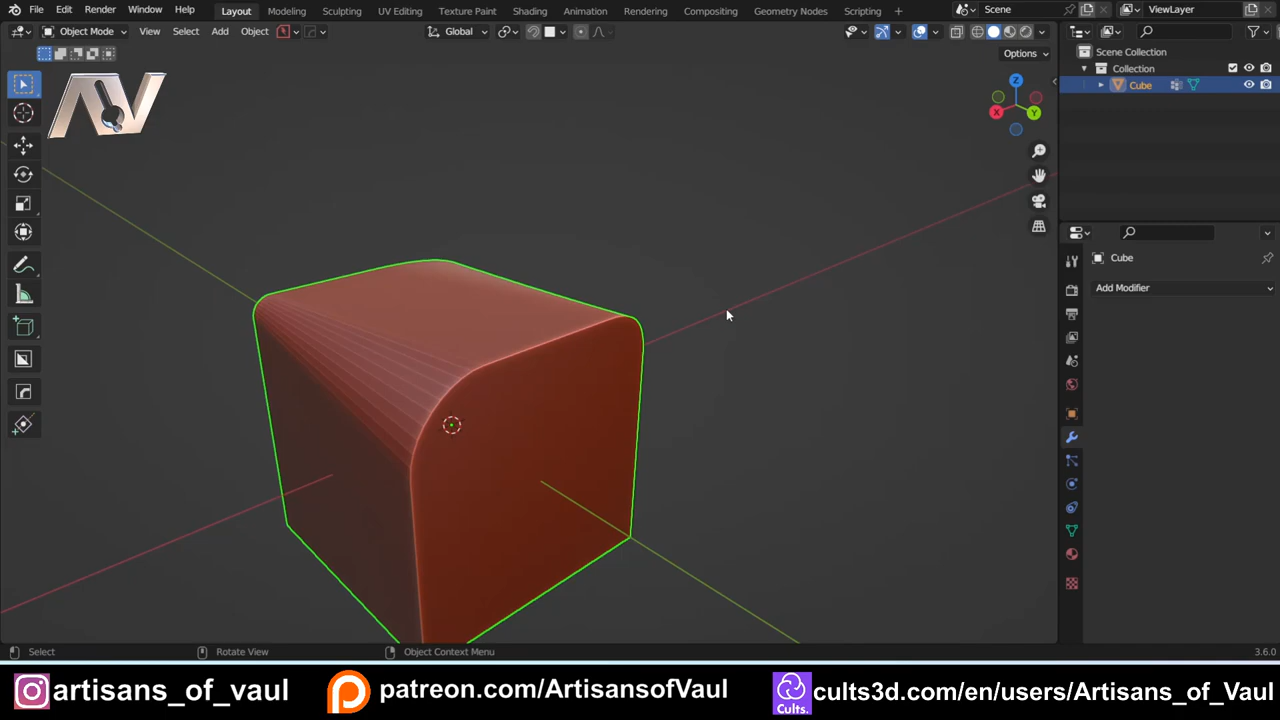 File Edit Render Window Help Layout Modeling Sculpting UV Editing Texture Paint Shading Animation Rendering Compositing Geometry Nodes Scripting + Scene ViewLayer
Object Mode View Select Add Object Global
Options
Scene Collection
Collection
Cube
AV
Z
X
Y
Cube
Add Modifier
Select Rotate View Object Context Menu 3.6.0
artisans_of_vaul patreon.com/ArtisansofVaul Cults. cults3d.com/en/users/Artisans_of_Vaul